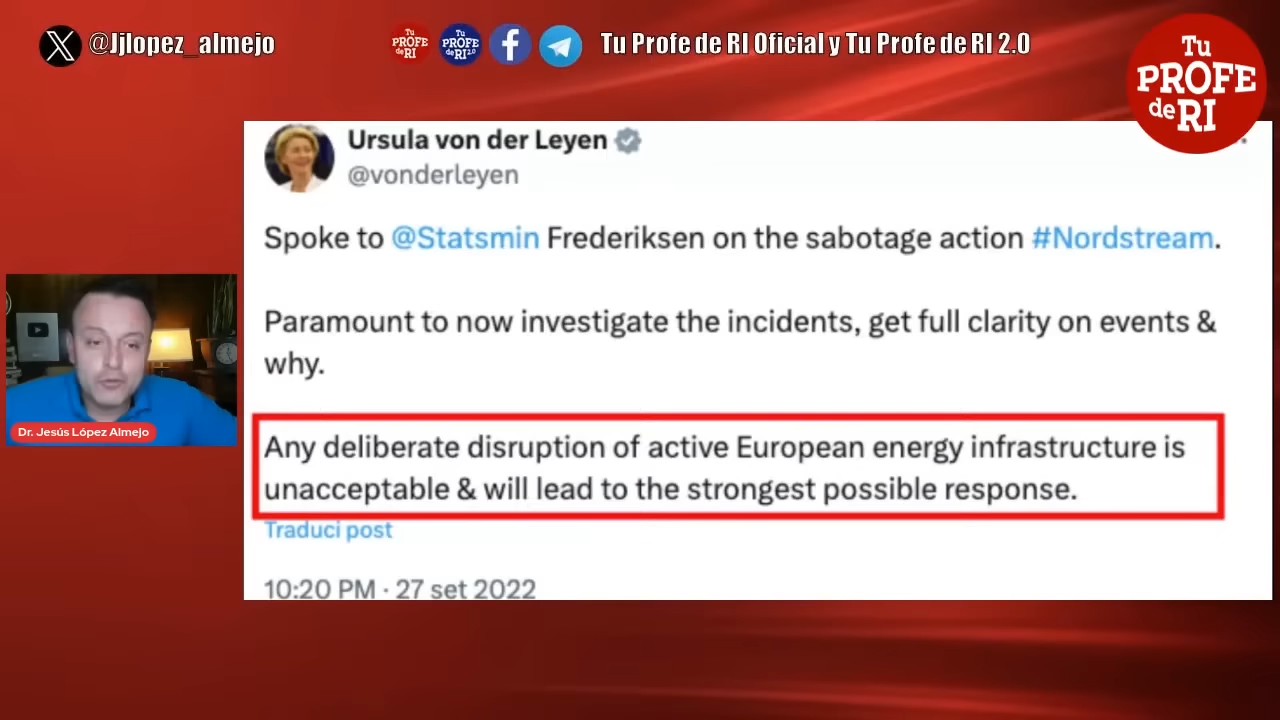 @Jjlopez_almejo
Tu PROFE de RI
Tu PROFE de RI 2.0
Tu Profe de RI Oficial y Tu Profe de RI 2.0
Tu
PROFE
de RI
Ursula von der Leyen
@vonderleyen
Spoke to @Statsmin Frederiksen on the sabotage action #Nordstream.
Paramount to now investigate the incidents, get full clarity on events &
why.
Any deliberate disruption of active European energy infrastructure is
unacceptable & will lead to the strongest possible response.
Traduci post
10:20 PM · 27 set 2022
Dr. Jesús López Almejo